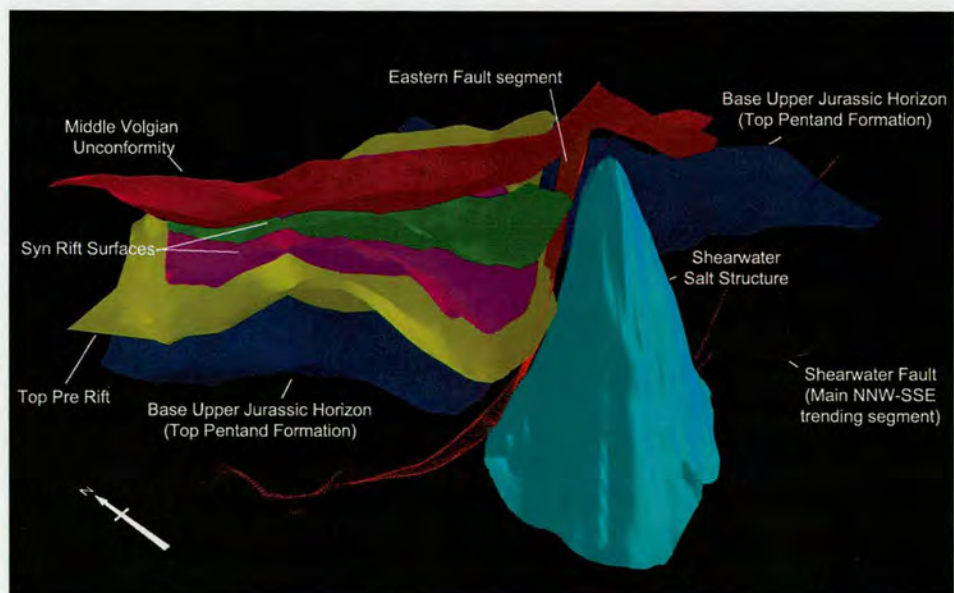 Eastern Fault segment
Base Upper Jurassic Horizon
(Top Pentand Formation)
Middle Volgian
Unconformity
Syn Rift Surfaces
Shearwater
Salt Structure
Top Pre Rift
Base Upper Jurassic Horizon
(Top Pentand Formation)
Shearwater Fault
(Main NNW-SSE
trending segment)
N